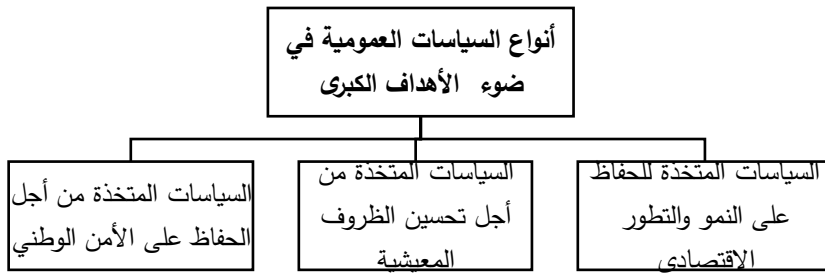 أنواع السياسات العمومية في
ضوء الأهداف الكبرى
السياسات المتخذة للحفاظ
على النمو والتطور
الاقتصادي
السياسات المتخذة من
أجل تحسين الظروف
المعيشية
السياسات المتخذة من أجل
الحفاظ على الأمن الوطني